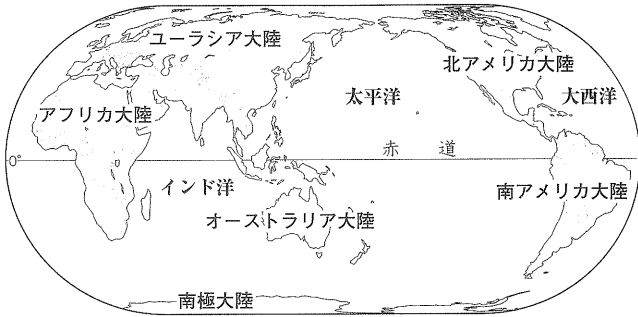 ユーラシア大陸
北アメリカ大陸
太平洋
大西洋
アフリカ大陸
赤道
0°
インド洋
南アメリカ大陸
オーストラリア大陸
南極大陸